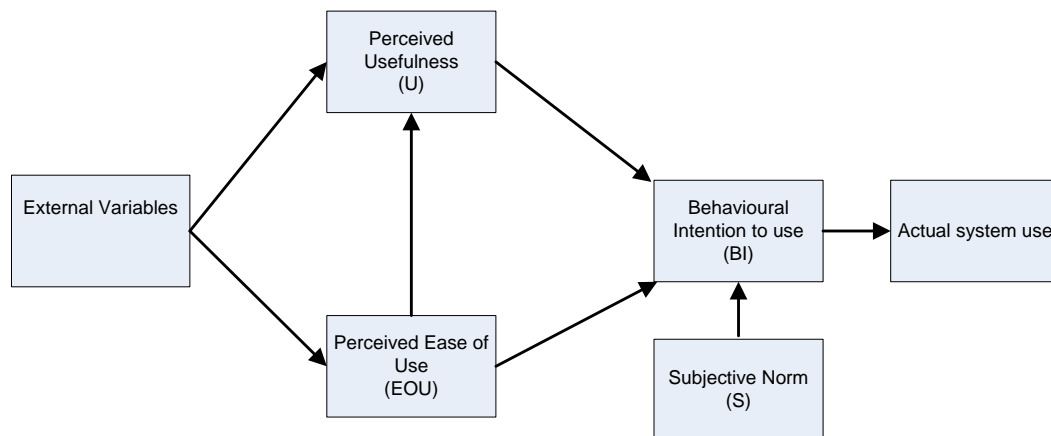 Perceived
Usefulness
(U)
External Variables
Behavioural
Intention to use
(BI)
Actual system use
Perceived Ease of
Use
(EOU)
Subjective Norm
(S)